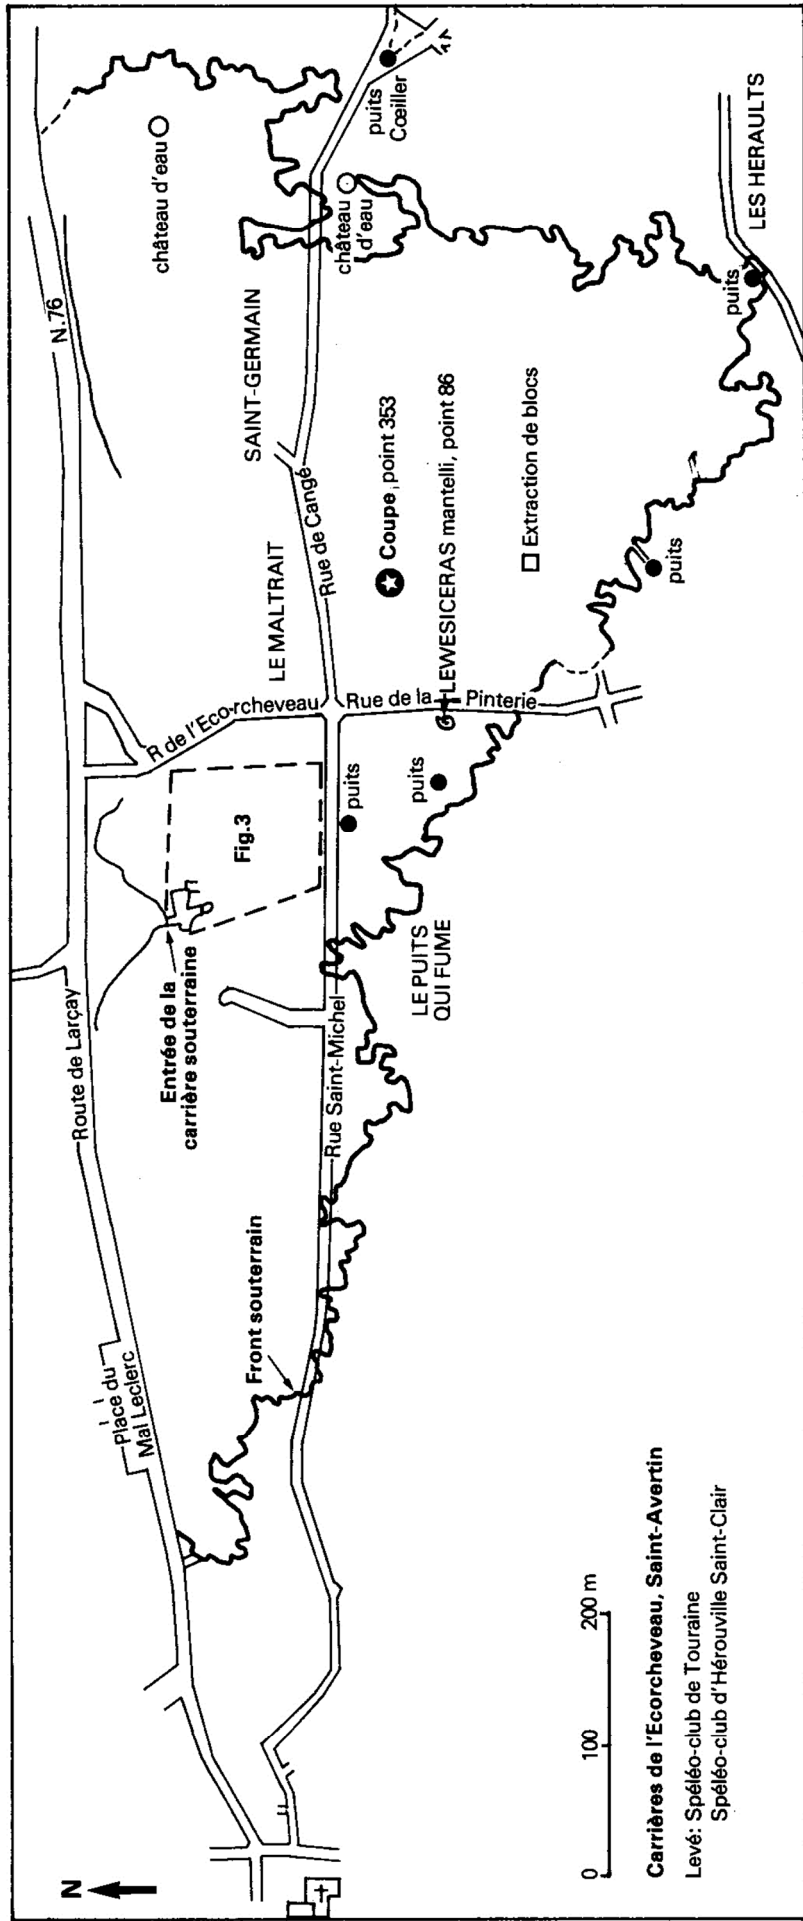 N
N.76
Route de Larçay
Place du
Mal Leclerc
château d'eau
Entrée de la
carrière souterraine
Fig.3
R de l'Eco-rcheveau
LE MALTRAIT
SAINT-GERMAIN
Rue de Cangé
Front souterrain
Rue Saint-Michel
puits
Rue de la
Pinterie
Coupe, point 353
château
d'eau
puits
Cœiller
LE PUITS
QUI FUME
puits
LEWESICERAS mantelli, point 86
Extraction de blocs
puits
puits
LES HERAULTS
0 100 200 m
Carrières de l'Ecorcheveau, Saint-Avertin
Levé: Spéléo-club de Touraine
Spéléo-club d'Hérouville Saint-Clair